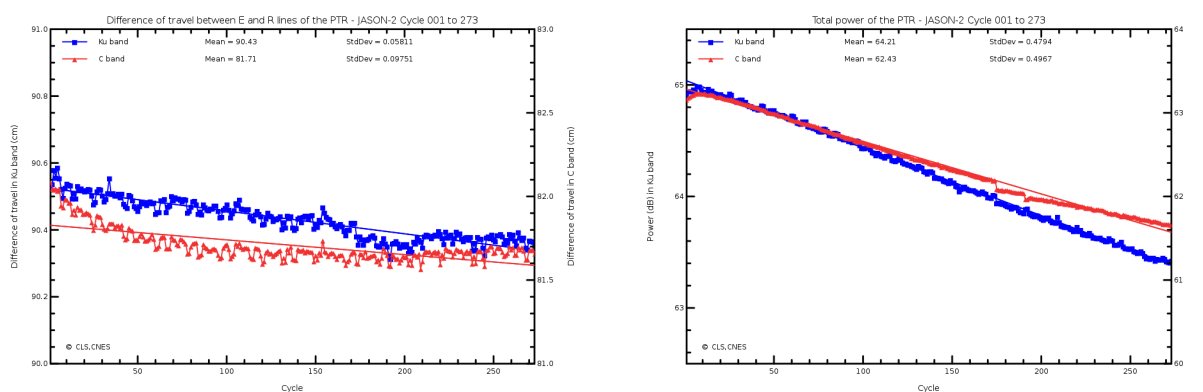 Difference of travel between E and R lines of the PTR - JASON-2 Cycle 001 to 273
91.0
90.8
90.6
90.4
90.2
90.0
Difference of travel in Ku band (cm)
Ku band Mean = 90.43 StdDev = 0.05811
C band Mean = 81.71 StdDev = 0.09751
© CLS,CNES
50 100 150 200 250
Cycle
83.0
82.5
82.0
81.5
81.0
Difference of travel in C band (cm)
Total power of the PTR - JASON-2 Cycle 001 to 273
65
64
63
Power (dB) in Ku band
Ku band Mean = 64.21 StdDev = 0.4794
C band Mean = 62.43 StdDev = 0.4967
© CLS,CNES
50 100 150 200 250
Cycle
64
63
62
61
60